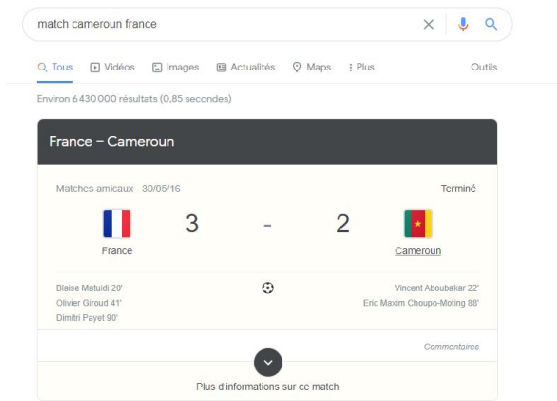 match cameroun france
Tous Vidéos Images Actualités Maps Plus Outils
Environ 6 430 000 résultats (0,85 secondes)
France – Cameroun
Matches amicaux 30/05/16 Terminé
3 - 2
France Cameroun
Blaise Matuidi 20' Vincent Aboubakar 22'
Olivier Giroud 41' Eric Maxim Choupo-Moting 88'
Dimitri Payet 90'
Commentaires
Plus d'informations sur ce match